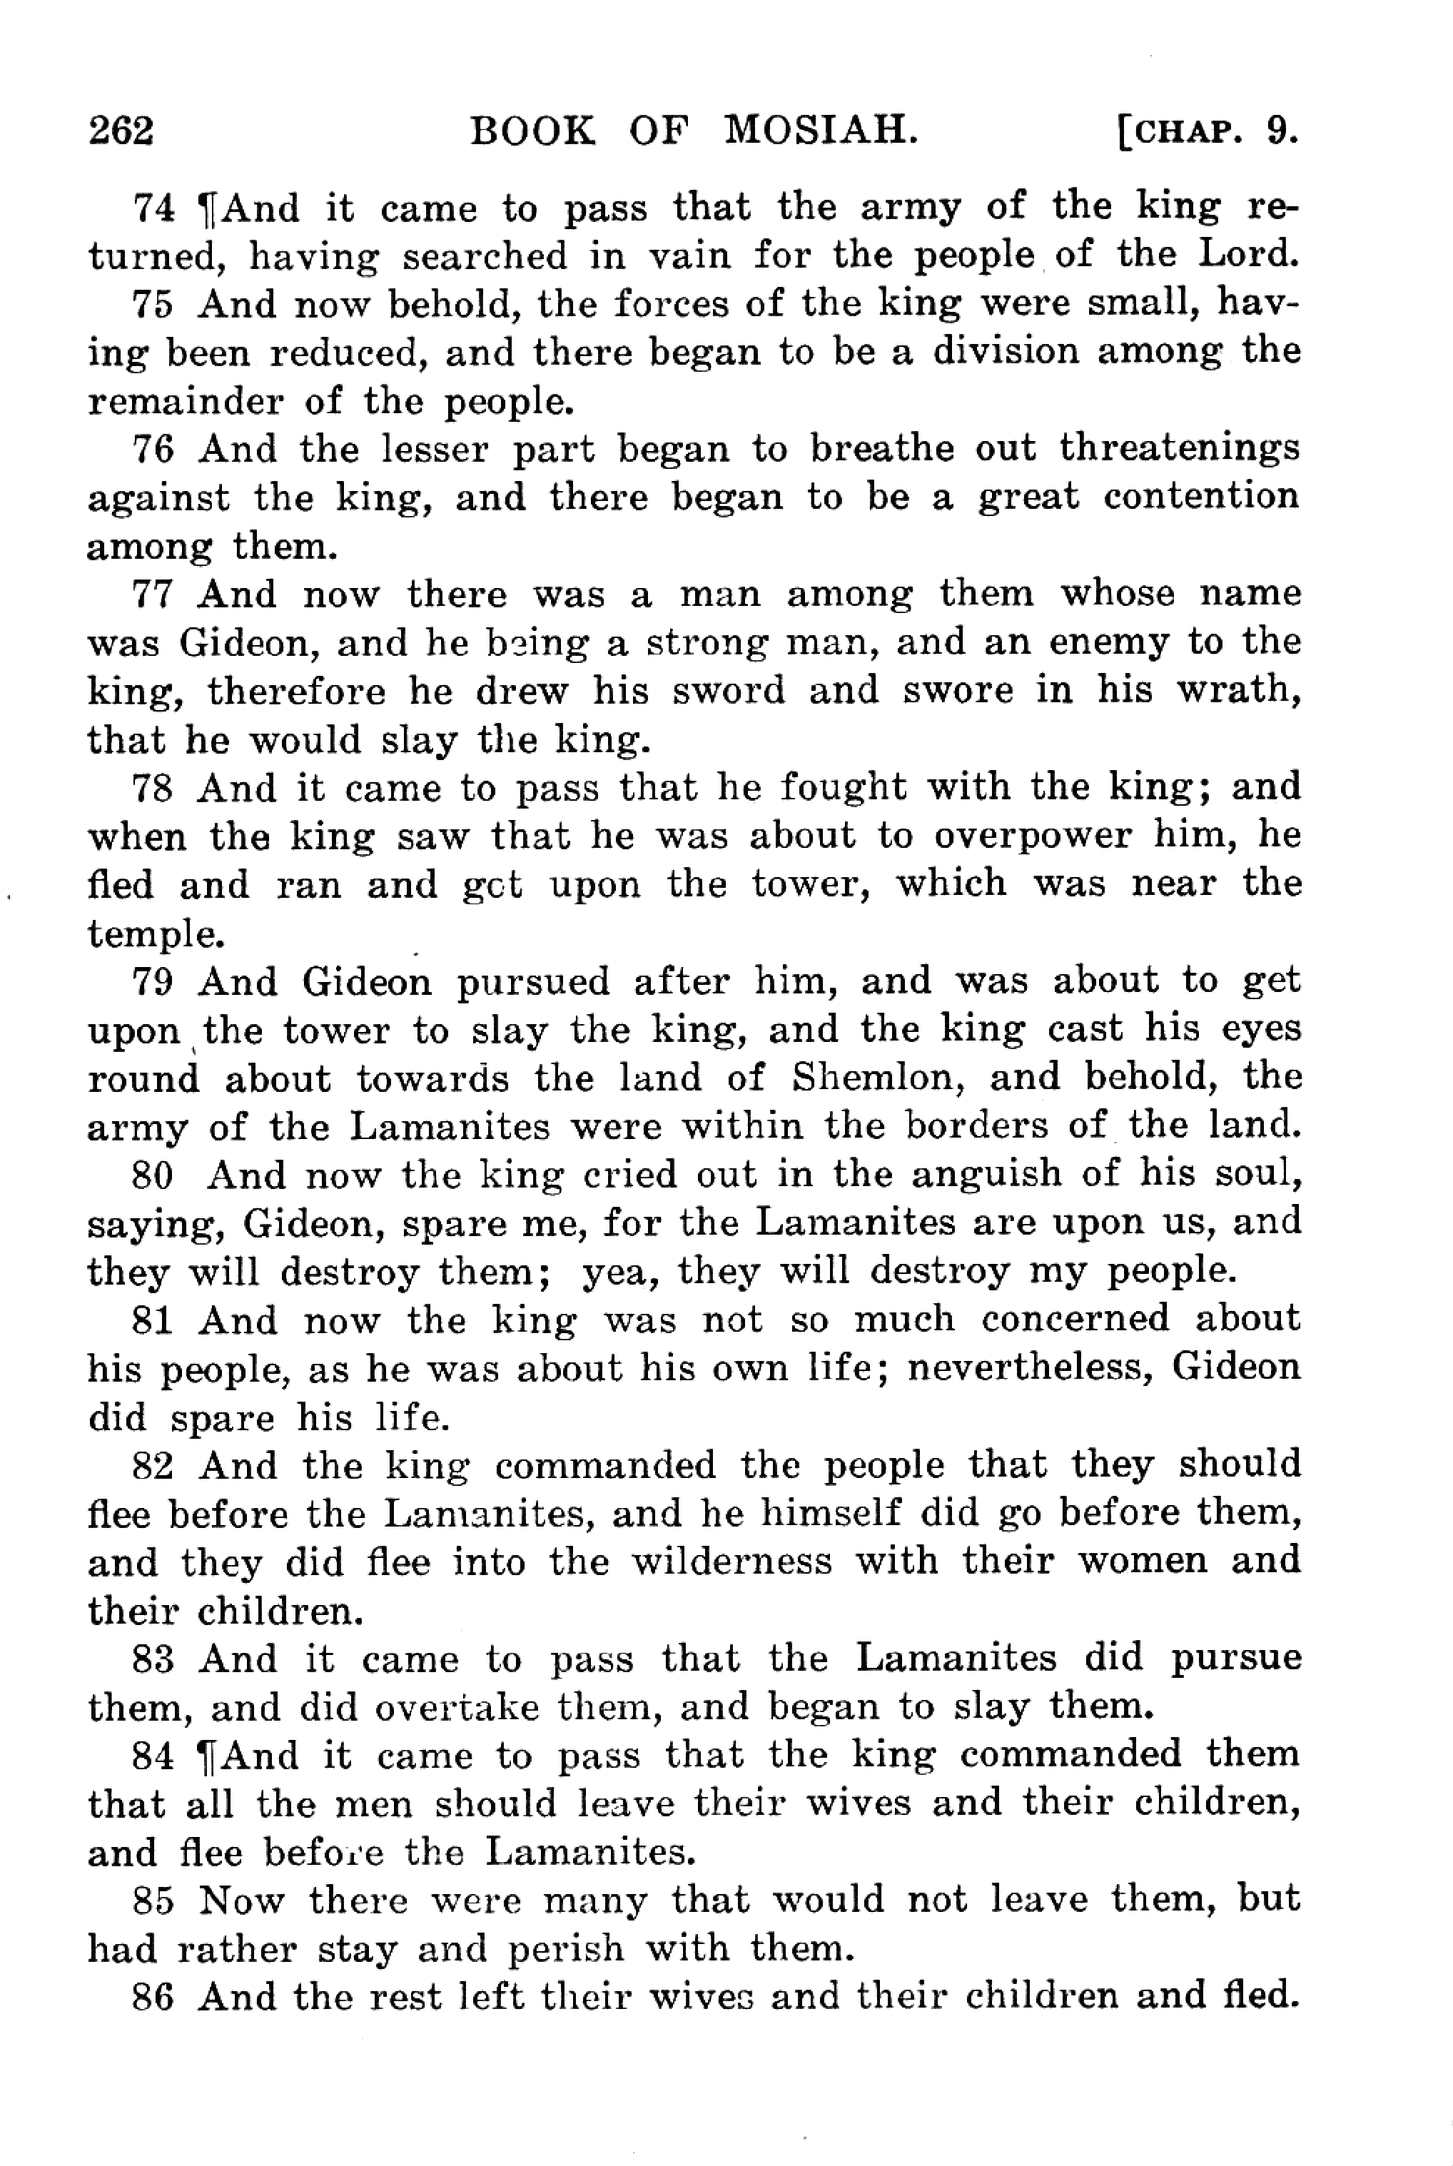 262 BOOK OF MOSIAH. [CHAP. 9.
74 ¶And it came to pass that the army of the king re-
turned, having searched in vain for the people of the Lord.
75 And now behold, the forces of the king were small, hav-
ing been reduced, and there began to be a division among the
remainder of the people.
76 And the lesser part began to breathe out threatenings
against the king, and there began to be a great contention
among them.
77 And now there was a man among them whose name
was Gideon, and he being a strong man, and an enemy to the
king, therefore he drew his sword and swore in his wrath,
that he would slay the king.
78 And it came to pass that he fought with the king; and
when the king saw that he was about to overpower him, he
fled and ran and got upon the tower, which was near the
temple.
79 And Gideon pursued after him, and was about to get
upon the tower to slay the king, and the king cast his eyes
round about towards the land of Shemlon, and behold, the
army of the Lamanites were within the borders of the land.
80 And now the king cried out in the anguish of his soul,
saying, Gideon, spare me, for the Lamanites are upon us, and
they will destroy them; yea, they will destroy my people.
81 And now the king was not so much concerned about
his people, as he was about his own life; nevertheless, Gideon
did spare his life.
82 And the king commanded the people that they should
flee before the Lamanites, and he himself did go before them,
and they did flee into the wilderness with their women and
their children.
83 And it came to pass that the Lamanites did pursue
them, and did overtake them, and began to slay them.
84 ¶And it came to pass that the king commanded them
that all the men should leave their wives and their children,
and flee before the Lamanites.
85 Now there were many that would not leave them, but
had rather stay and perish with them.
86 And the rest left their wives and their children and fled.